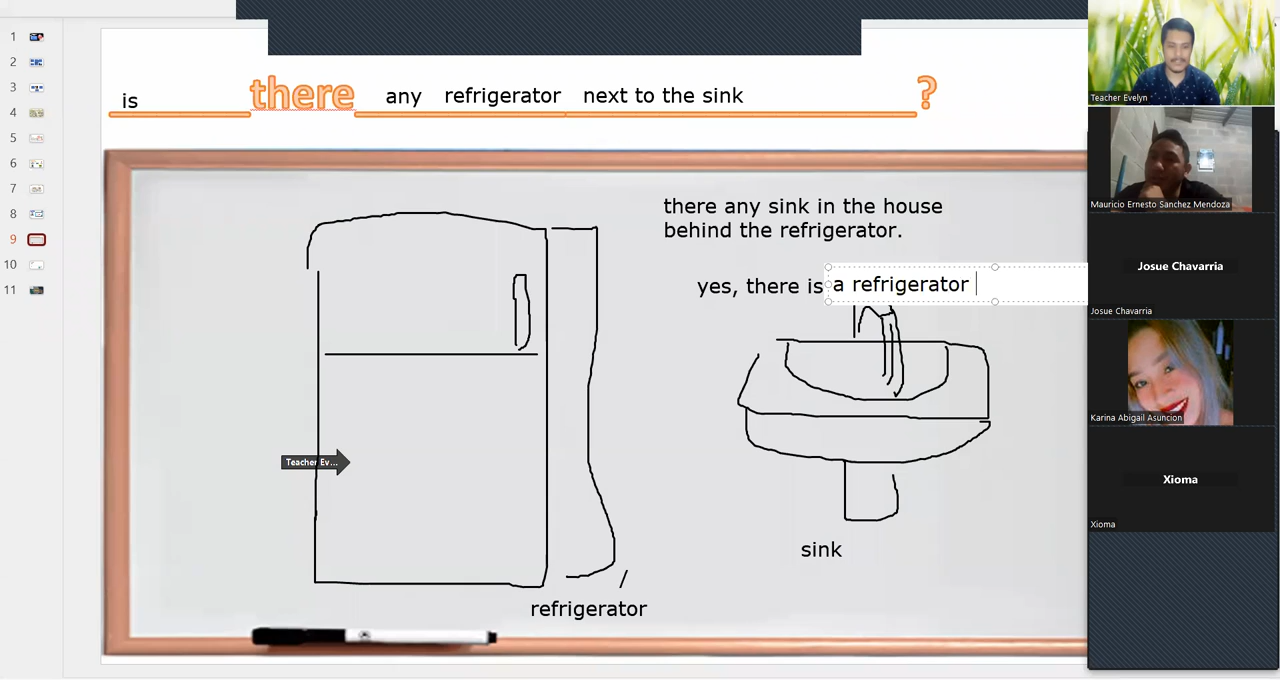 1
2
3
4
5
6
7
8
9
10
11
is there any refrigerator next to the sink ?
there any sink in the house
behind the refrigerator.
yes, there is a refrigerator
sink
refrigerator
Teacher Ev...
Teacher Evelyn
Mauricio Ernesto Sanchez Mendoza
Josue Chavarria
Josue Chavarria
Karina Abigail Asuncion
Xioma
Xioma